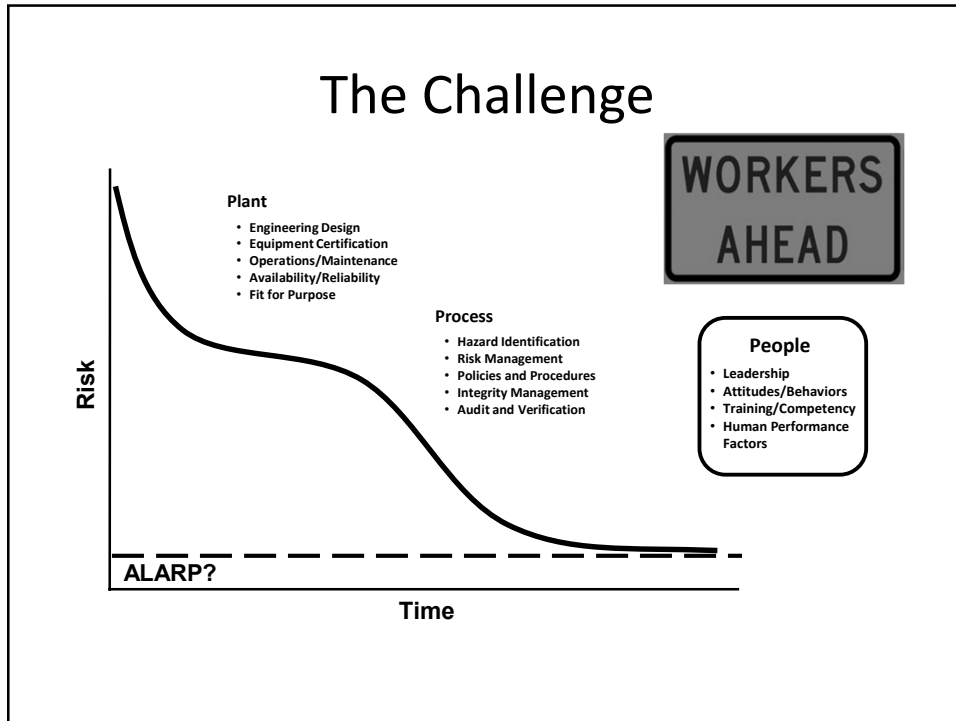 The Challenge
WORKERS
AHEAD
Plant
• Engineering Design
• Equipment Certification
• Operations/Maintenance
• Availability/Reliability
• Fit for Purpose
Process
• Hazard Identification
• Risk Management
• Policies and Procedures
• Integrity Management
• Audit and Verification
People
• Leadership
• Attitudes/Behaviors
• Training/Competency
• Human Performance
Factors
Risk
ALARP?
Time